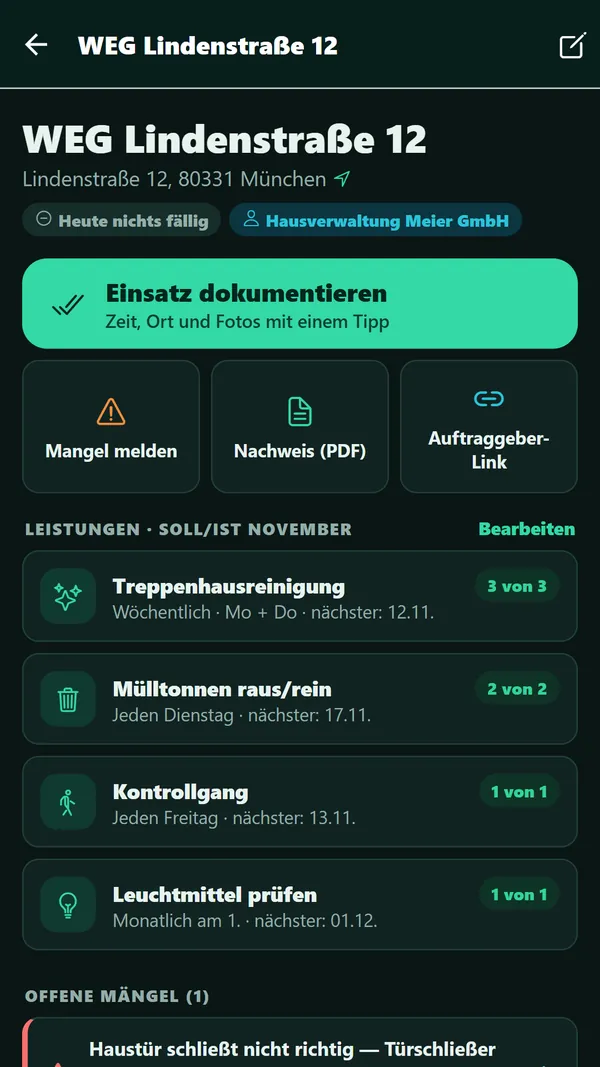 WEG Lindenstraße 12
WEG Lindenstraße 12
Lindenstraße 12, 80331 München
Heute nichts fällig
Hausverwaltung Meier GmbH
Einsatz dokumentieren
Zeit, Ort und Fotos mit einem Tipp
Mangel melden
Nachweis (PDF)
Auftraggeber-
Link
LEISTUNGEN · SOLL/IST NOVEMBER
Bearbeiten
Treppenhausreinigung
3 von 3
Wöchentlich · Mo + Do · nächster: 12.11.
Mülltonnen raus/rein
2 von 2
Jeden Dienstag · nächster: 17.11.
Kontrollgang
1 von 1
Jeden Freitag · nächster: 13.11.
Leuchtmittel prüfen
1 von 1
Monatlich am 1. · nächster: 01.12.
OFFENE MÄNGEL (1)
Haustür schließt nicht richtig — Türschließer